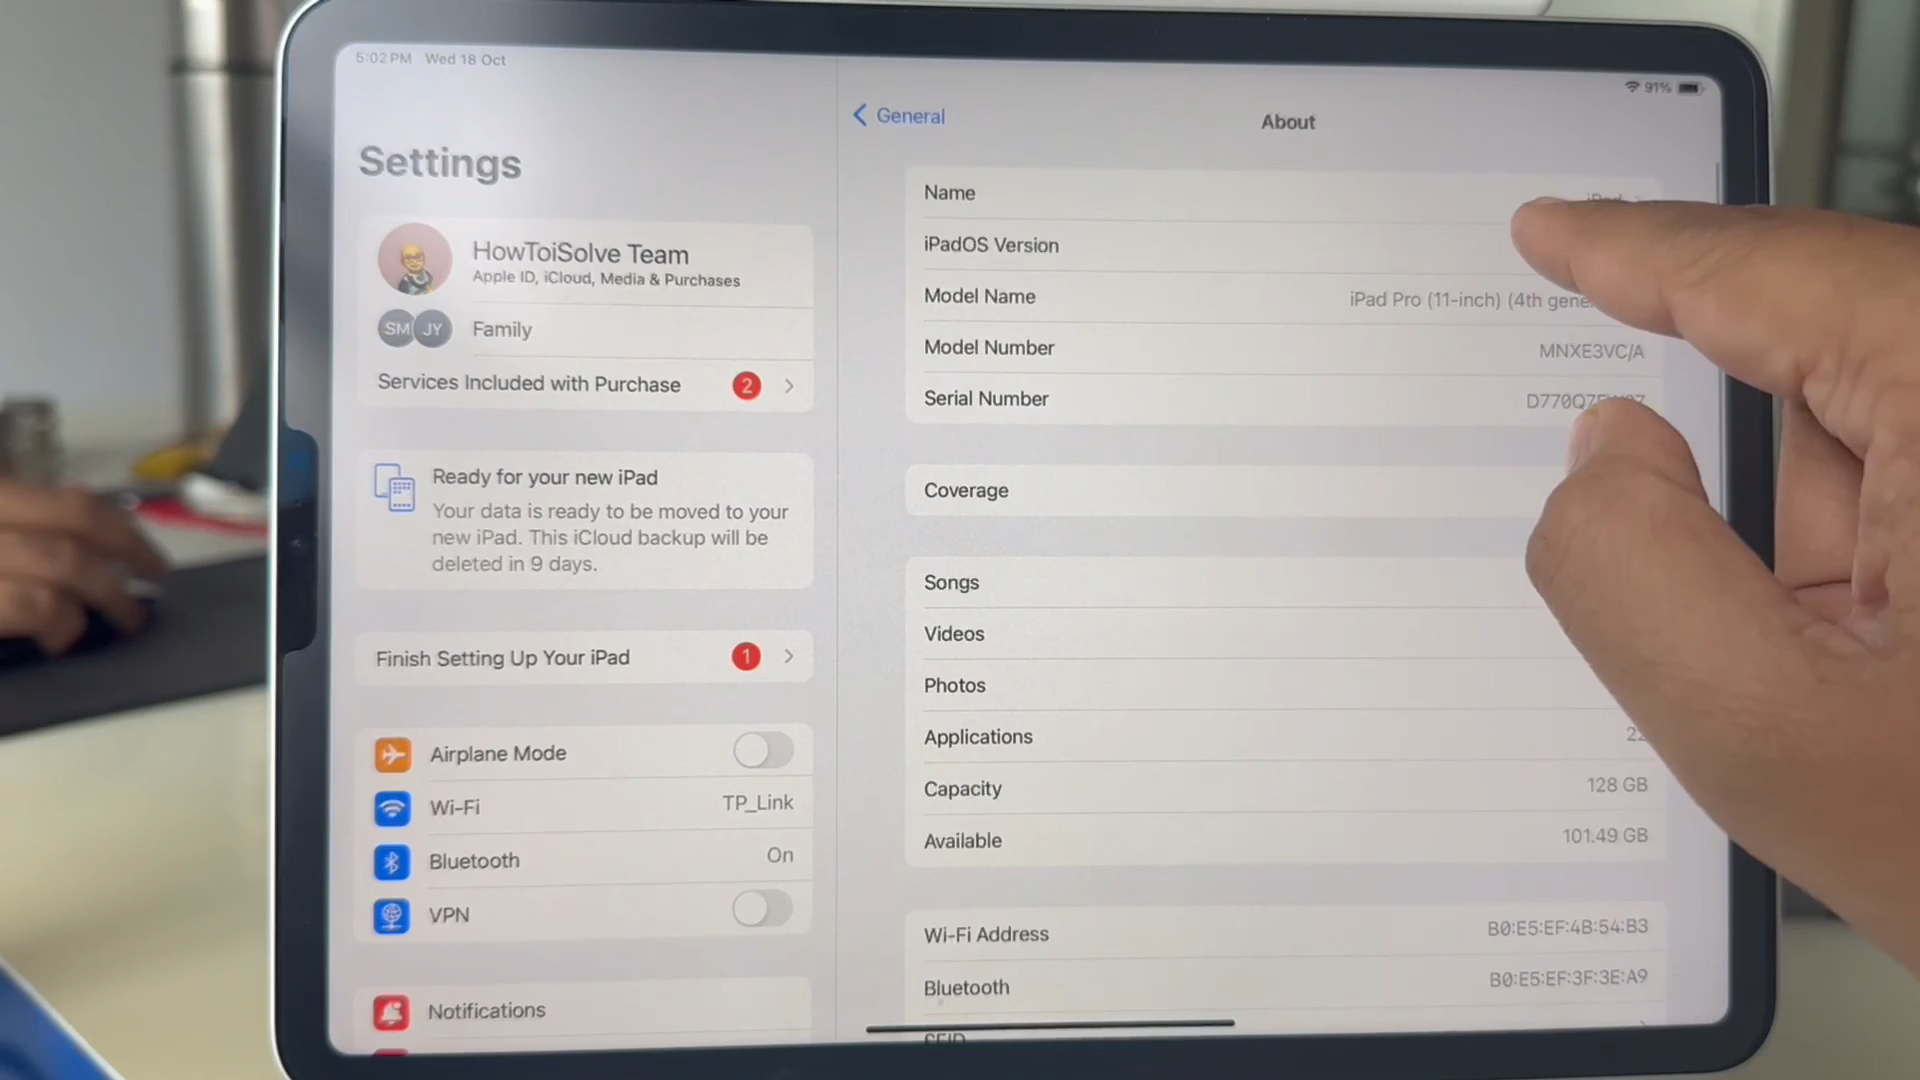 5:02 PM Wed 18 Oct
91%
Settings
HowToiSolve Team
Apple ID, iCloud, Media & Purchases
SM JY Family
Services Included with Purchase 2
Ready for your new iPad
Your data is ready to be moved to your
new iPad. This iCloud backup will be
deleted in 9 days.
Finish Setting Up Your iPad 1
Airplane Mode
Wi-Fi TP_Link
Bluetooth On
VPN
Notifications
General
About
Name
iPadOS Version
Model Name iPad Pro (11-inch) (4th
Model Number MNXE3VC/A
Serial Number
Coverage
Songs
Videos
Photos
Applications
Capacity 128 GB
Available 101.49 GB
Wi-Fi Address B0:E5:EF:4B:54:B3
Bluetooth B0:E5:EF:3F:3E:A9